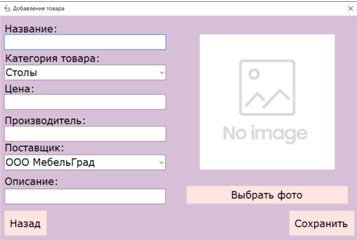 Добавление товара
Название:
Категория товара:
Столы
Цена:
Производитель:
Поставщик:
ООО МебельГрад
Описание:
No image
Выбрать фото
Назад
Сохранить